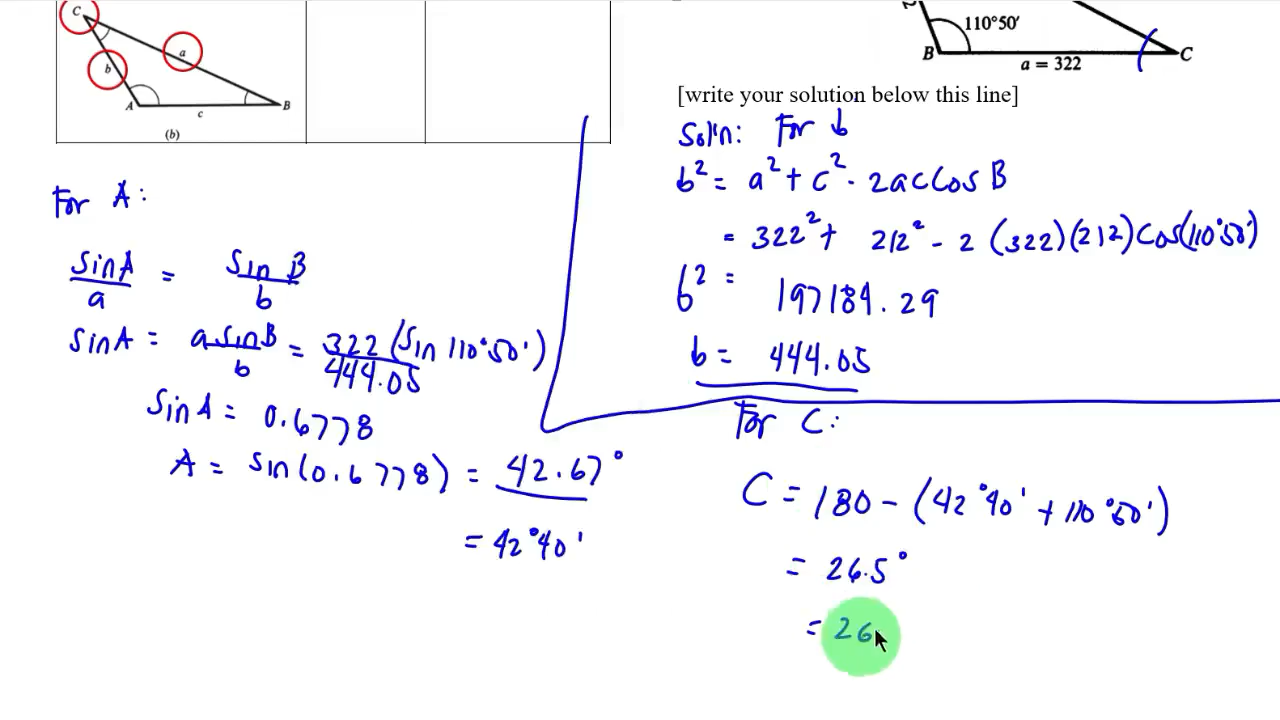 C
b
a
A
c
B
(b)
110°50'
B
a = 322
C
[write your solution below this line]
Sol'n: For b
b² = a² + c² - 2ac Cos B
= 322² + 212² - 2 (322)(212) Cos(110°50')
b² = 197184.29
b = 444.05
For A:
sin A / a = Sin B / b
sin A = a sin B / b = 322 (Sin 110°50') / 444.05
Sin A = 0.6778
A = sin(0.6778) = 42.67°
= 42°40'
For C:
C = 180 - (42°40' + 110°50')
= 26.5°
= 26